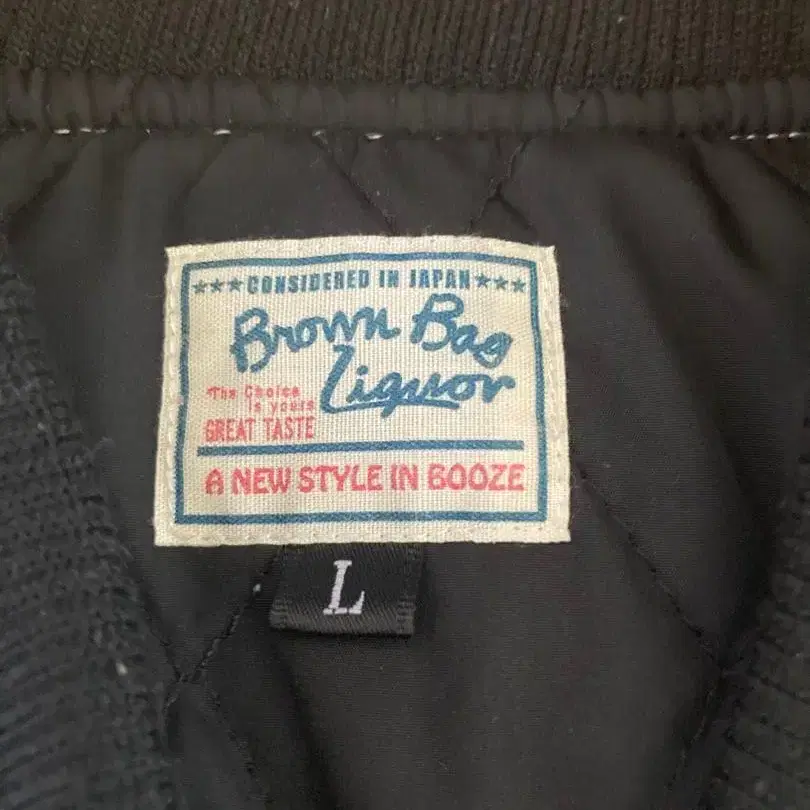 ★★★CONSIDERED IN JAPAN★★★
Brown Bag
Liquor
The Choice
is yours
GREAT TASTE
A NEW STYLE IN BOOZE
L